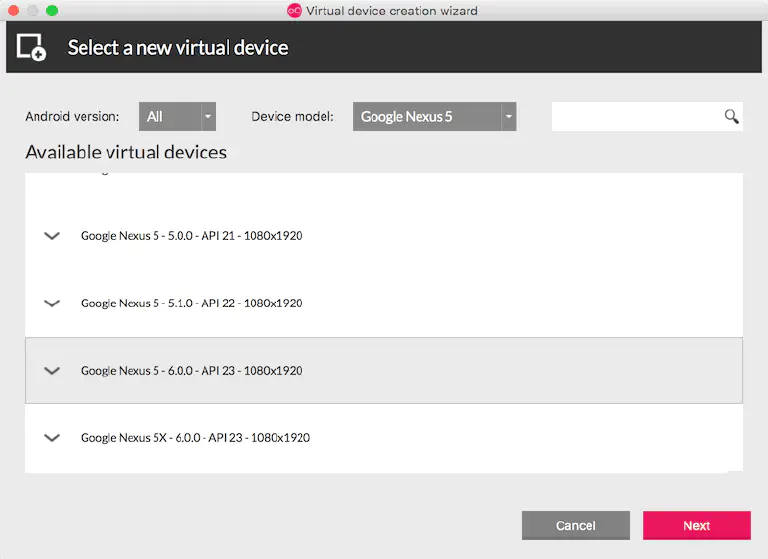 Virtual device creation wizard
Select a new virtual device
Android version: All Device model: Google Nexus 5
Available virtual devices
Google Nexus 5 - 5.0.0 - API 21 - 1080x1920
Google Nexus 5 - 5.1.0 - API 22 - 1080x1920
Google Nexus 5 - 6.0.0 - API 23 - 1080x1920
Google Nexus 5X - 6.0.0 - API 23 - 1080x1920
Cancel Next